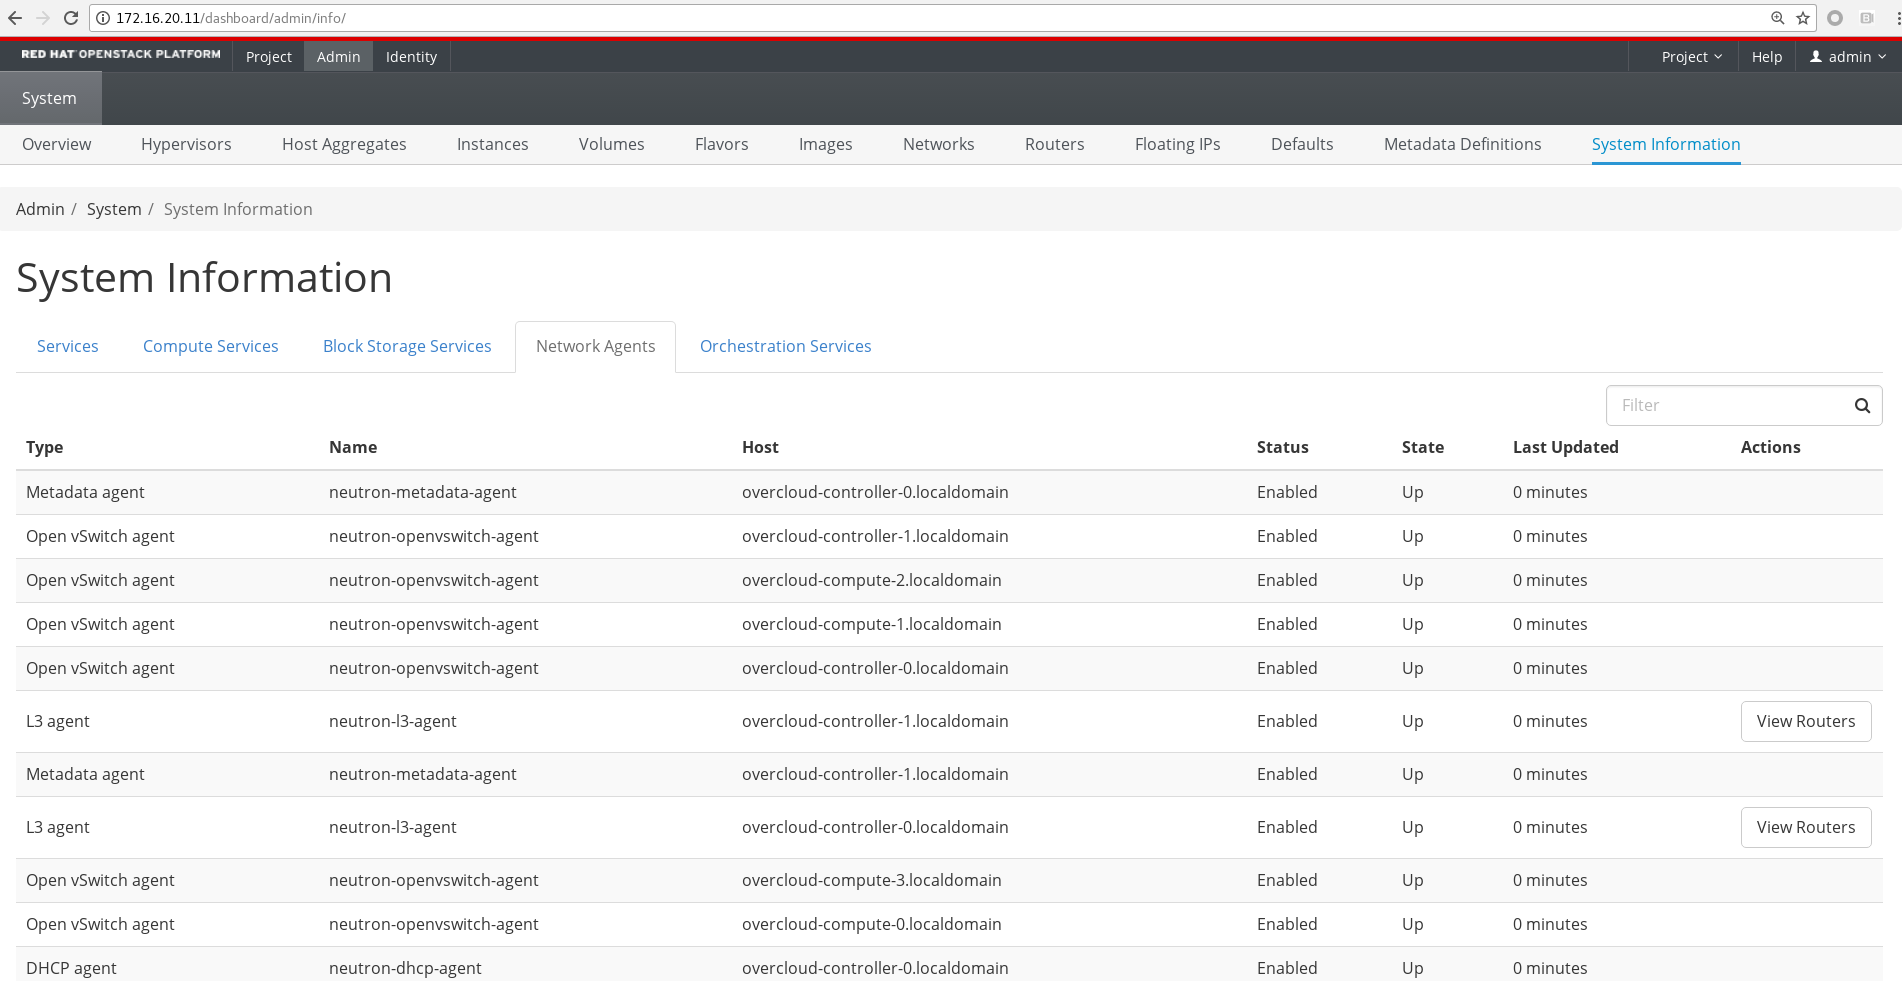 172.16.20.11/dashboard/admin/info/
RED HAT OPENSTACK PLATFORM Project Admin Identity Project Help admin
System
Overview Hypervisors Host Aggregates Instances Volumes Flavors Images Networks Routers Floating IPs Defaults Metadata Definitions System Information
Admin / System / System Information
System Information
Services Compute Services Block Storage Services Network Agents Orchestration Services
Filter
Type Name Host Status State Last Updated Actions
Metadata agent neutron-metadata-agent overcloud-controller-0.localdomain Enabled Up 0 minutes
Open vSwitch agent neutron-openvswitch-agent overcloud-controller-1.localdomain Enabled Up 0 minutes
Open vSwitch agent neutron-openvswitch-agent overcloud-compute-2.localdomain Enabled Up 0 minutes
Open vSwitch agent neutron-openvswitch-agent overcloud-compute-1.localdomain Enabled Up 0 minutes
Open vSwitch agent neutron-openvswitch-agent overcloud-controller-0.localdomain Enabled Up 0 minutes
L3 agent neutron-l3-agent overcloud-controller-1.localdomain Enabled Up 0 minutes View Routers
Metadata agent neutron-metadata-agent overcloud-controller-1.localdomain Enabled Up 0 minutes
L3 agent neutron-l3-agent overcloud-controller-0.localdomain Enabled Up 0 minutes View Routers
Open vSwitch agent neutron-openvswitch-agent overcloud-compute-3.localdomain Enabled Up 0 minutes
Open vSwitch agent neutron-openvswitch-agent overcloud-compute-0.localdomain Enabled Up 0 minutes
DHCP agent neutron-dhcp-agent overcloud-controller-0.localdomain Enabled Up 0 minutes